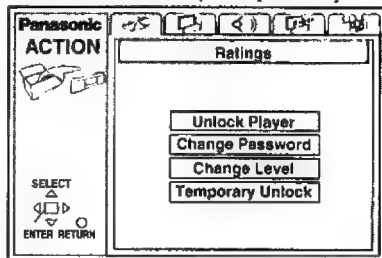 Panasonic
ACTION
Ratings
Unlock Player
Change Password
Change Level
Temporary Unlock
SELECT
ENTER RETURN